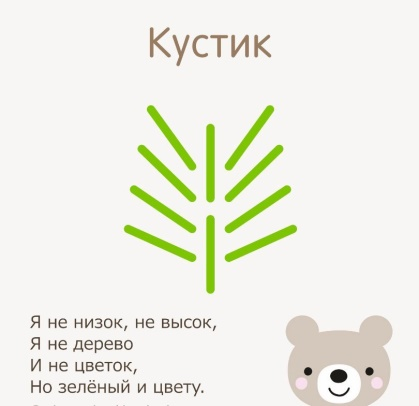 Кустик
Я не низок, не высок,
Я не дерево
И не цветок,
Но зелёный и цвету.